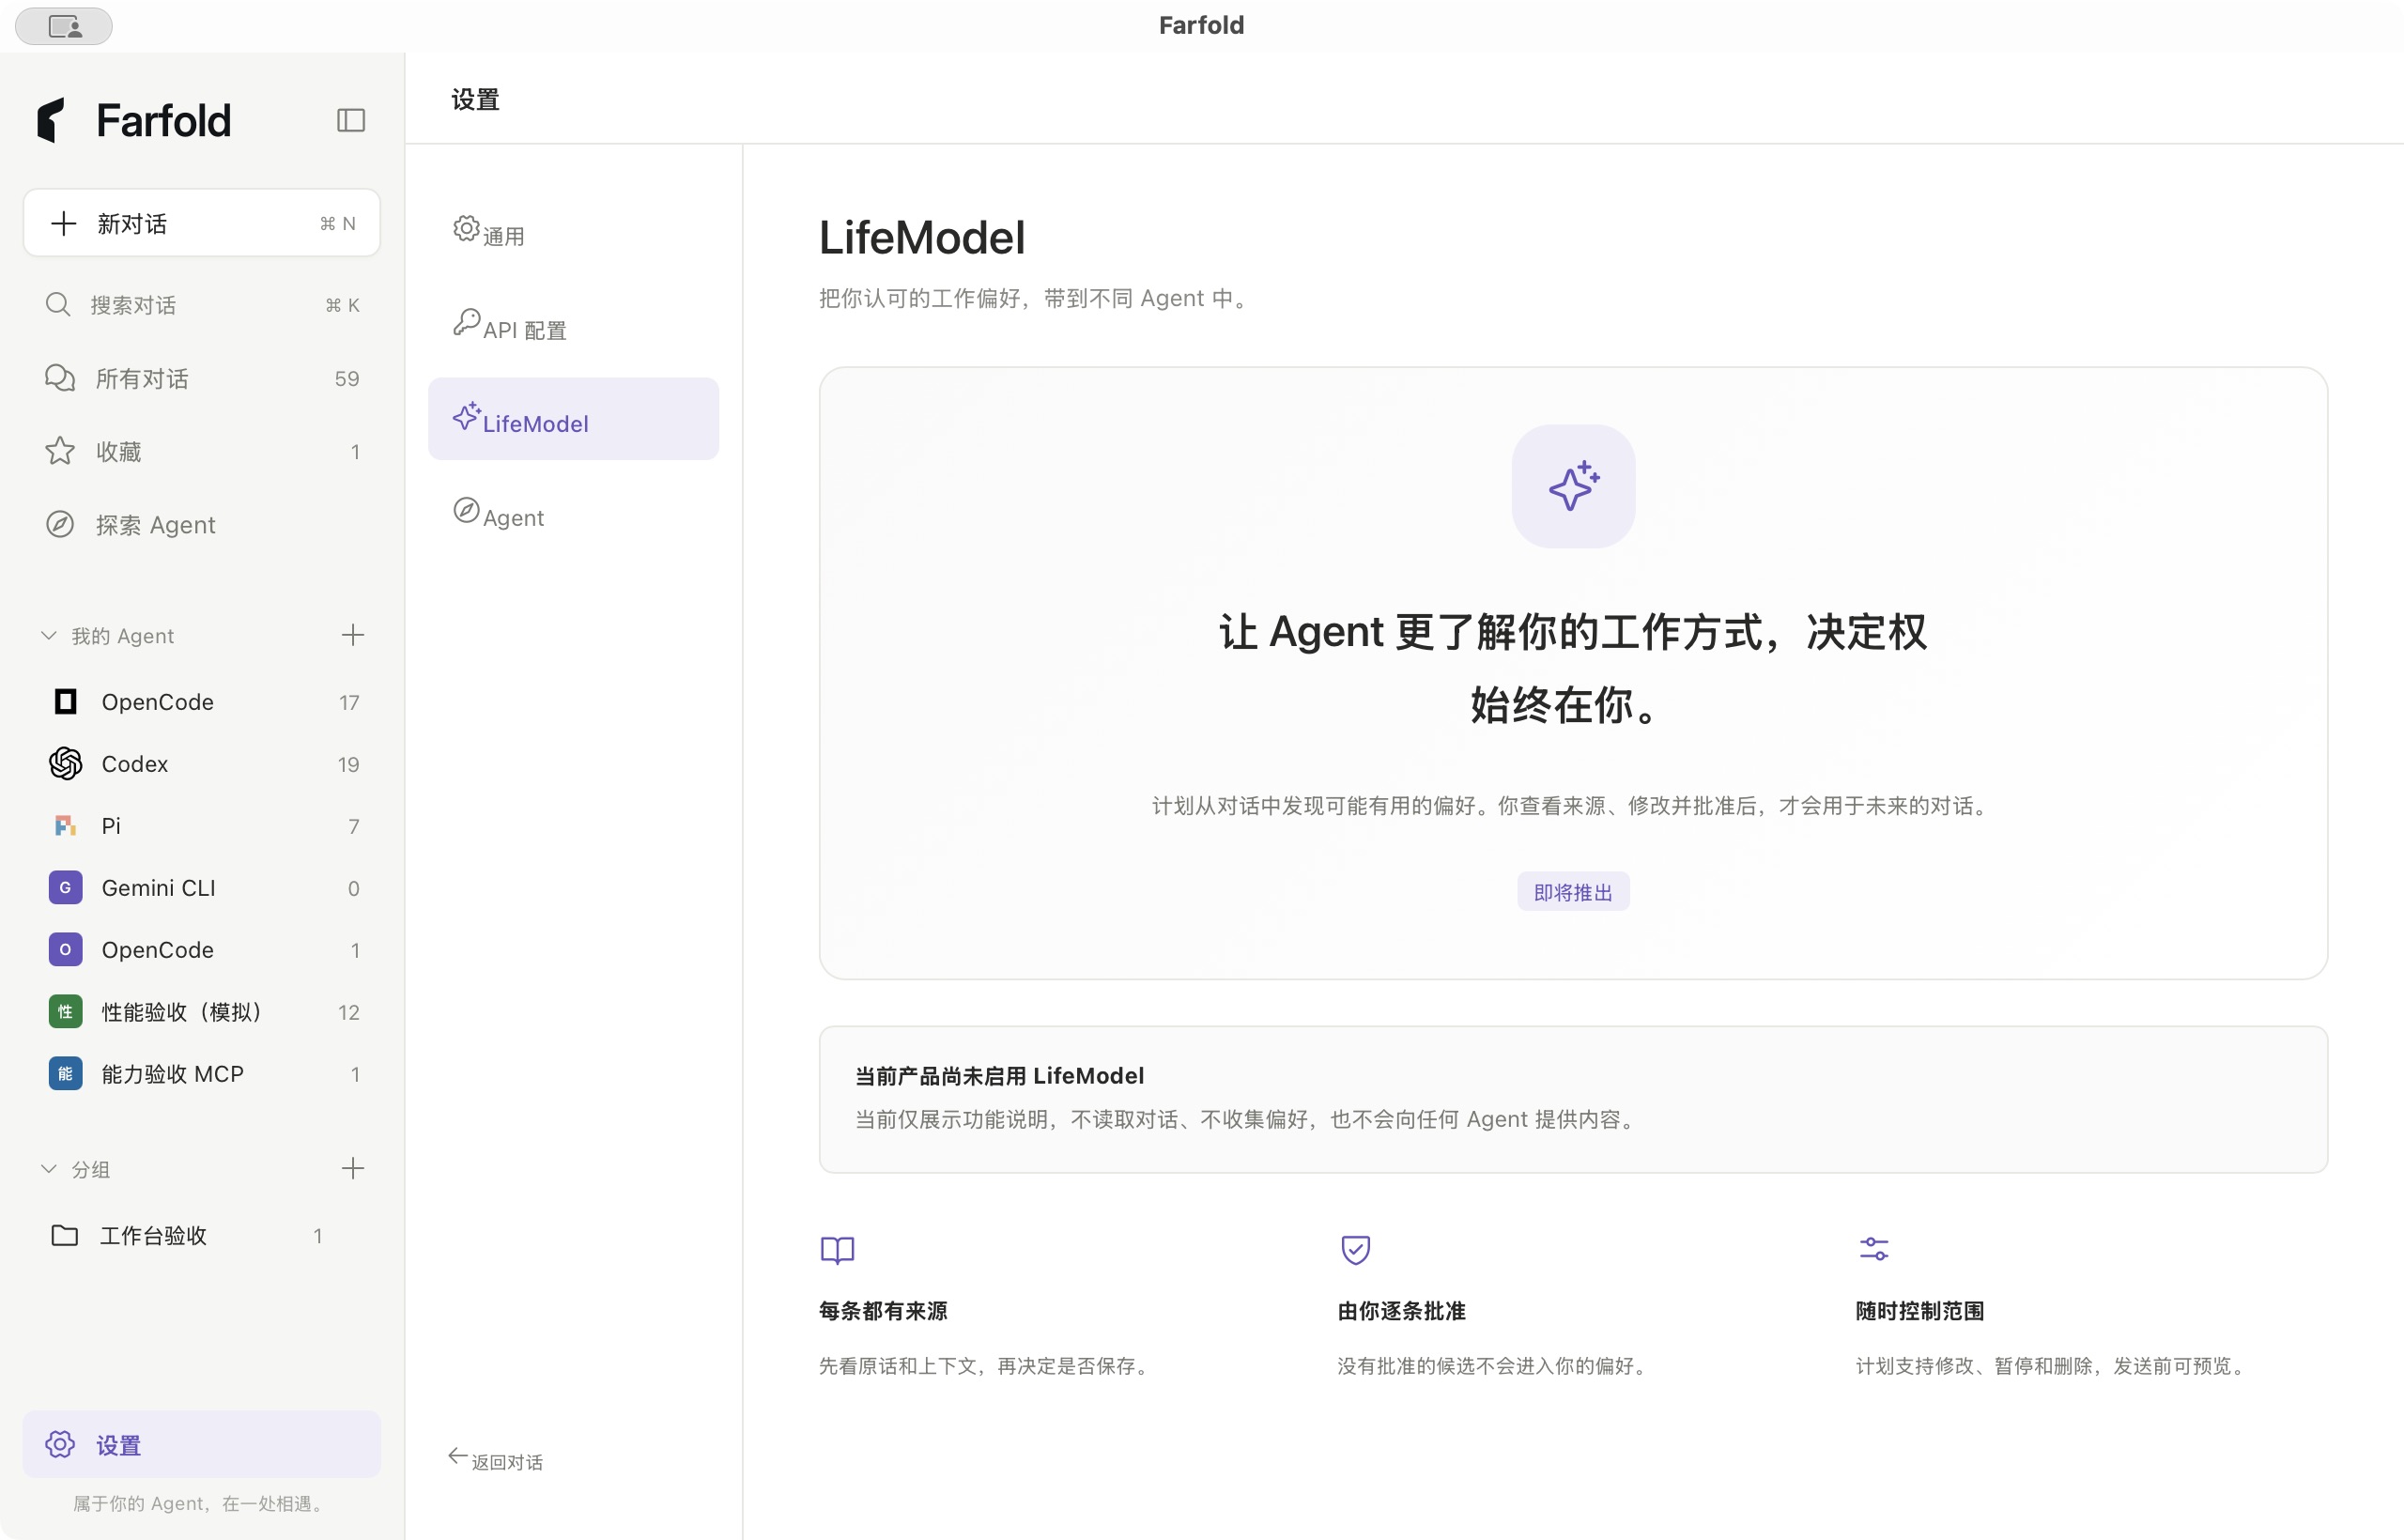 Farfold
Farfold
新对话
⌘ N
搜索对话
⌘ K
所有对话
59
收藏
1
探索 Agent
我的 Agent
OpenCode
17
Codex
19
Pi
7
G
Gemini CLI
0
O
OpenCode
1
性
性能验收（模拟）
12
能
能力验收 MCP
1
分组
工作台验收
1
设置
属于你的 Agent，在一处相遇。
设置
通用
API 配置
LifeModel
Agent
返回对话
LifeModel
把你认可的工作偏好，带到不同 Agent 中。
让 Agent 更了解你的工作方式，决定权
始终在你。
计划从对话中发现可能有用的偏好。你查看来源、修改并批准后，才会用于未来的对话。
即将推出
当前产品尚未启用 LifeModel
当前仅展示功能说明，不读取对话、不收集偏好，也不会向任何 Agent 提供内容。
每条都有来源
先看原话和上下文，再决定是否保存。
由你逐条批准
没有批准的候选不会进入你的偏好。
随时控制范围
计划支持修改、暂停和删除，发送前可预览。